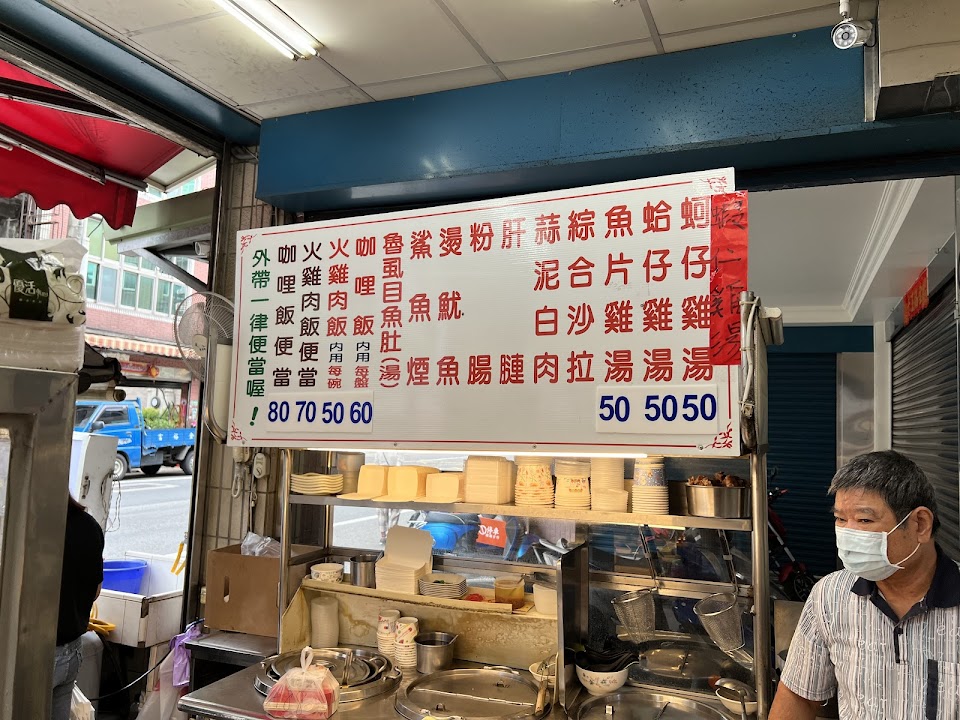 蚵仔雞湯 50
蛤仔雞湯 50
魚片雞湯 50
綜合沙拉
蒜泥白肉
肝
粉腸
燙魷魚
鯊魚煙
魯虱目魚肚(湯)
咖哩飯 內用每盤 60
火雞肉飯 內用每碗 50
火雞肉飯便當 70
咖哩飯便當 80
外帶一律便當喔！
優活